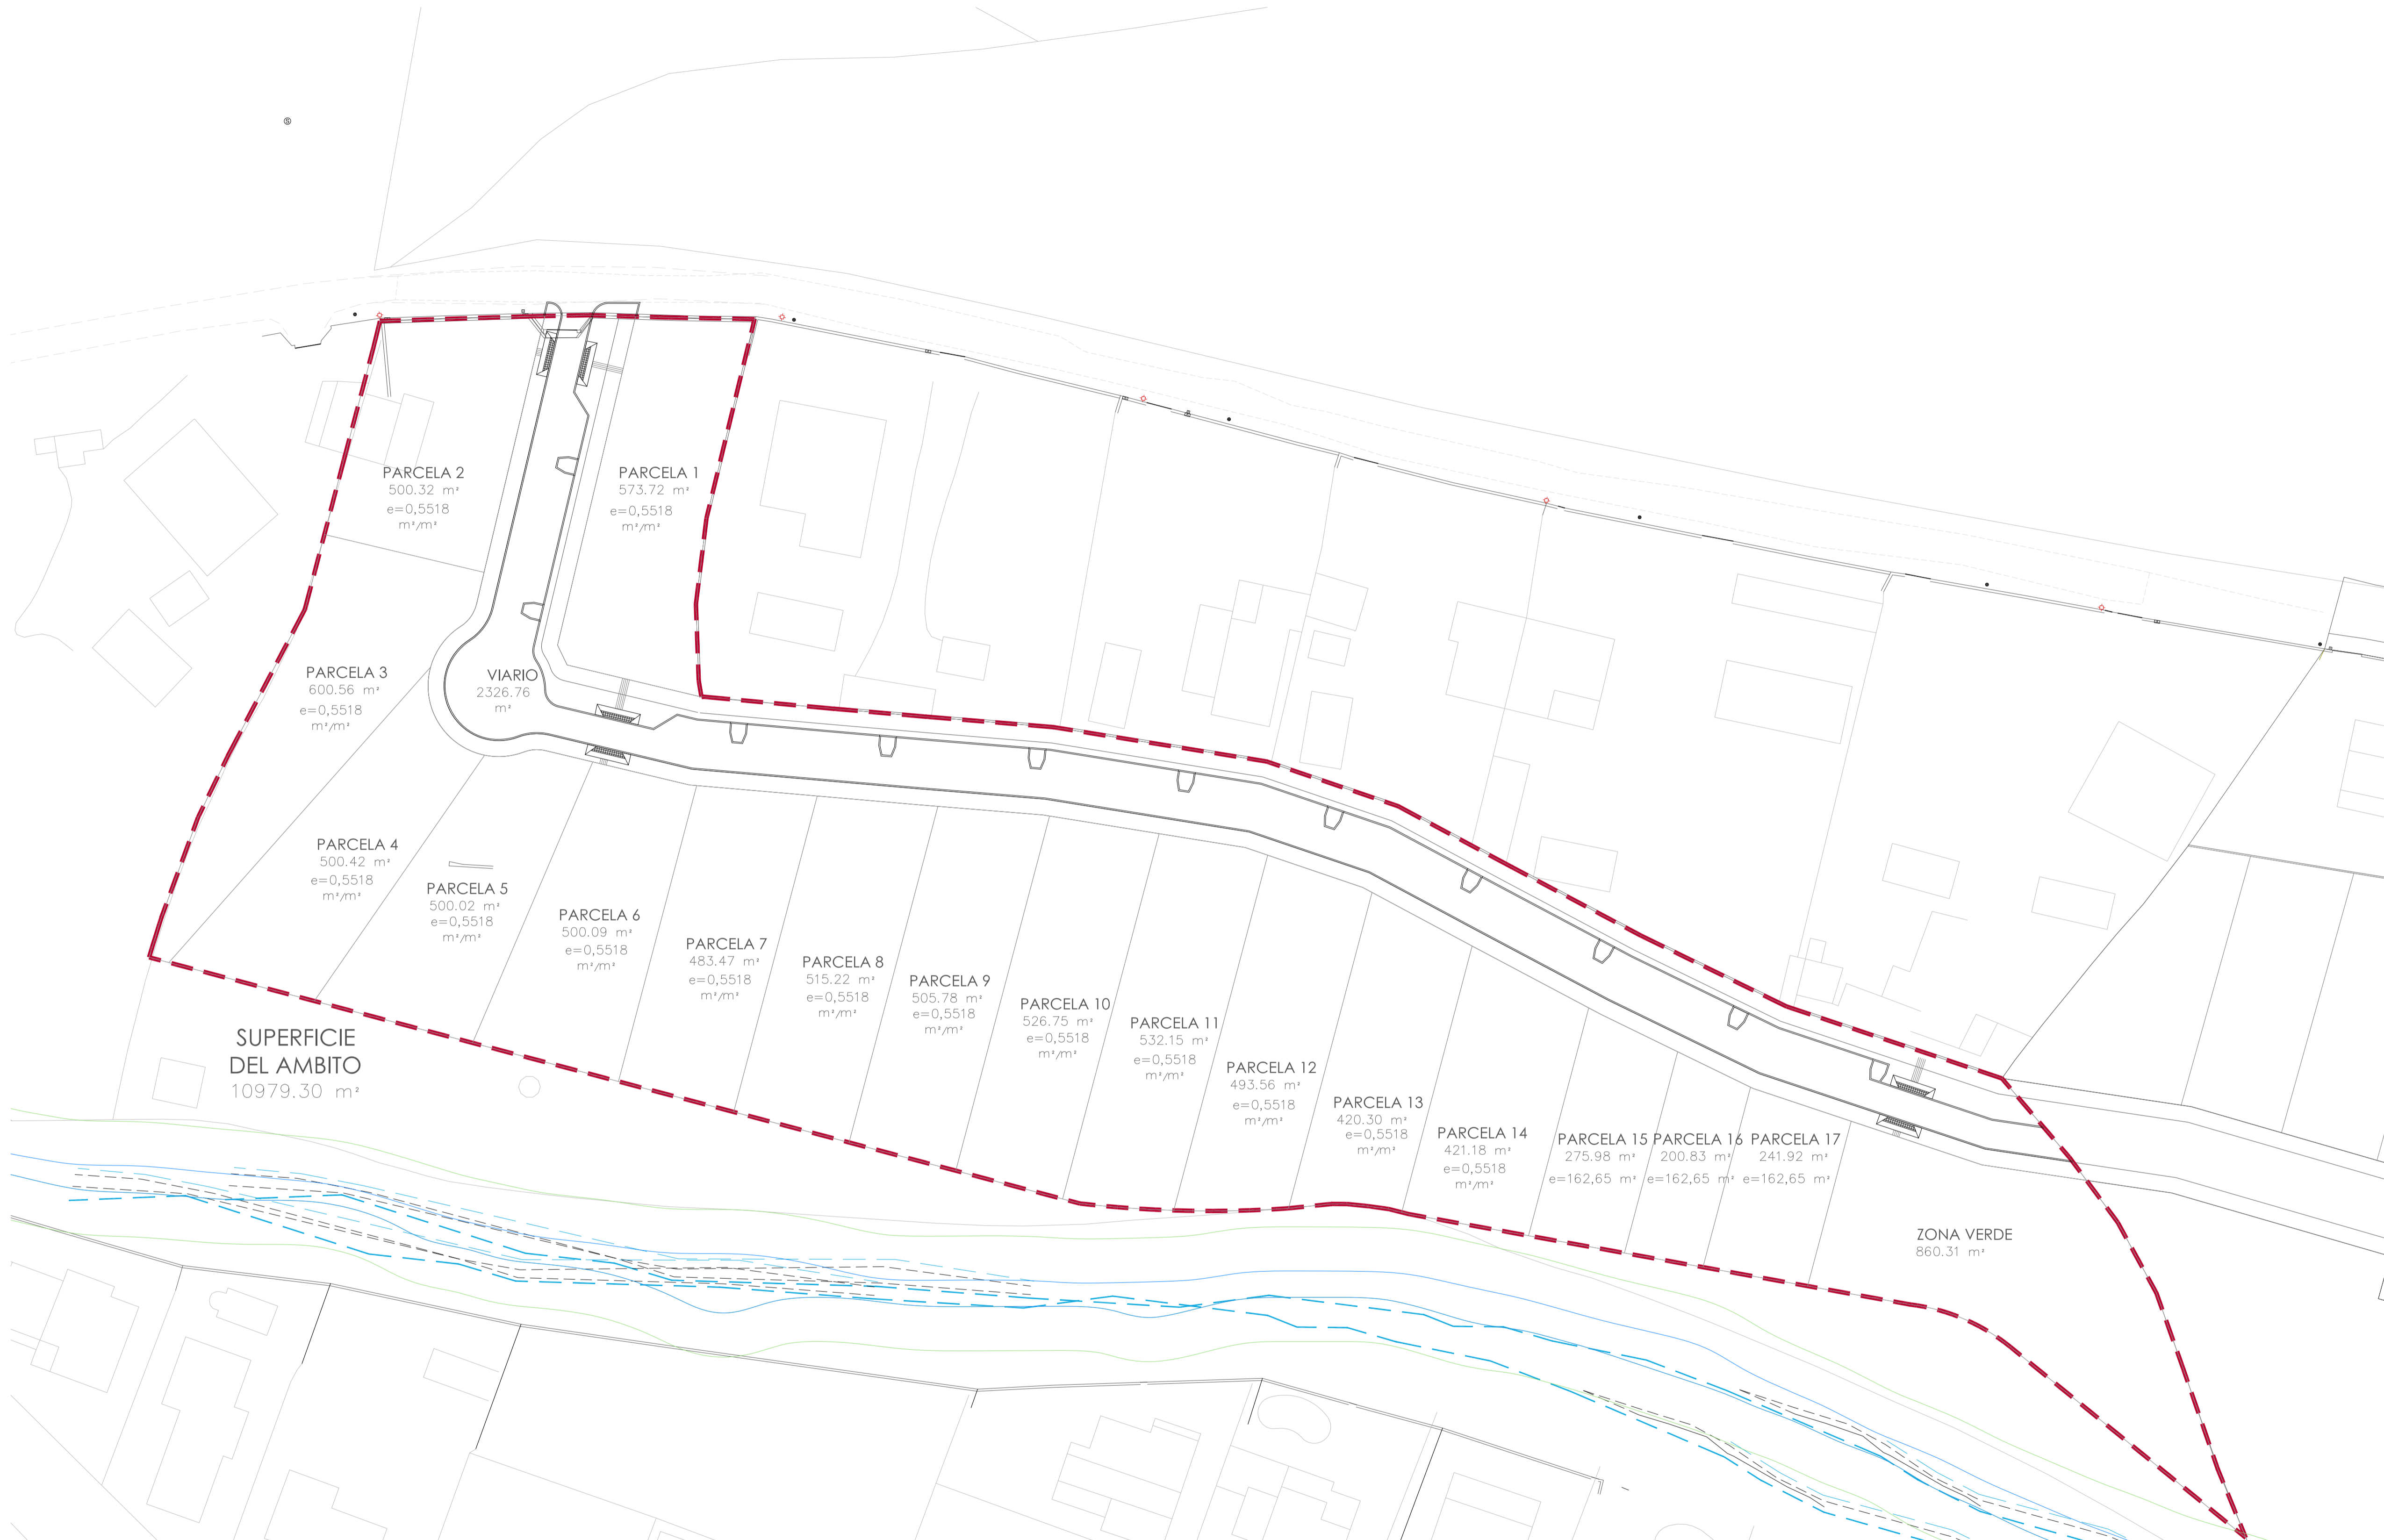 Ⓢ
PARCELA 2
500.32 m²
e=0,5518
m²/m²
PARCELA 1
573.72 m²
e=0,5518
m²/m²
PARCELA 3
600.56 m²
e=0,5518
m²/m²
VIARIO
2326.76
m²
PARCELA 4
500.42 m²
e=0,5518
m²/m²
PARCELA 5
500.02 m²
e=0,5518
m²/m²
PARCELA 6
500.09 m²
e=0,5518
m²/m²
PARCELA 7
483.47 m²
e=0,5518
m²/m²
PARCELA 8
515.22 m²
e=0,5518
m²/m²
PARCELA 9
505.78 m²
e=0,5518
m²/m²
PARCELA 10
526.75 m²
e=0,5518
m²/m²
PARCELA 11
532.15 m²
e=0,5518
m²/m²
PARCELA 12
493.56 m²
e=0,5518
m²/m²
PARCELA 13
420.30 m²
e=0,5518
m²/m²
PARCELA 14
421.18 m²
e=0,5518
m²/m²
PARCELA 15
275.98 m²
e=162,65 m²
PARCELA 16
200.83 m²
e=162,65 m²
PARCELA 17
241.92 m²
e=162,65 m²
ZONA VERDE
860.31 m²
SUPERFICIE
DEL AMBITO
10979.30 m²